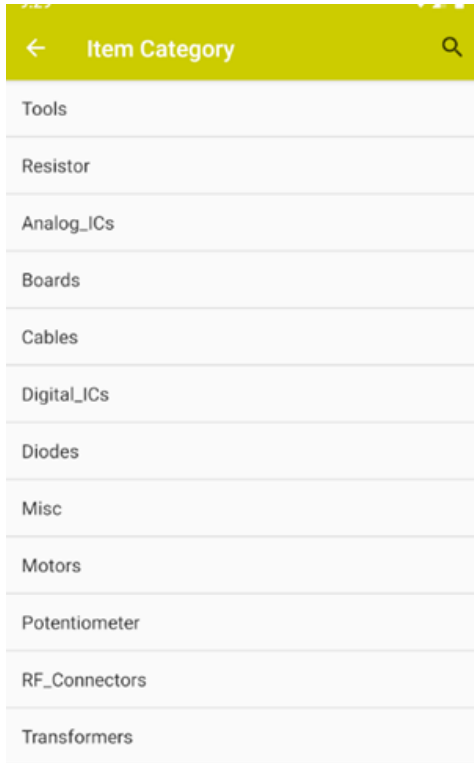 Item Category
Tools
Resistor
Analog_ICs
Boards
Cables
Digital_ICs
Diodes
Misc
Motors
Potentiometer
RF_Connectors
Transformers